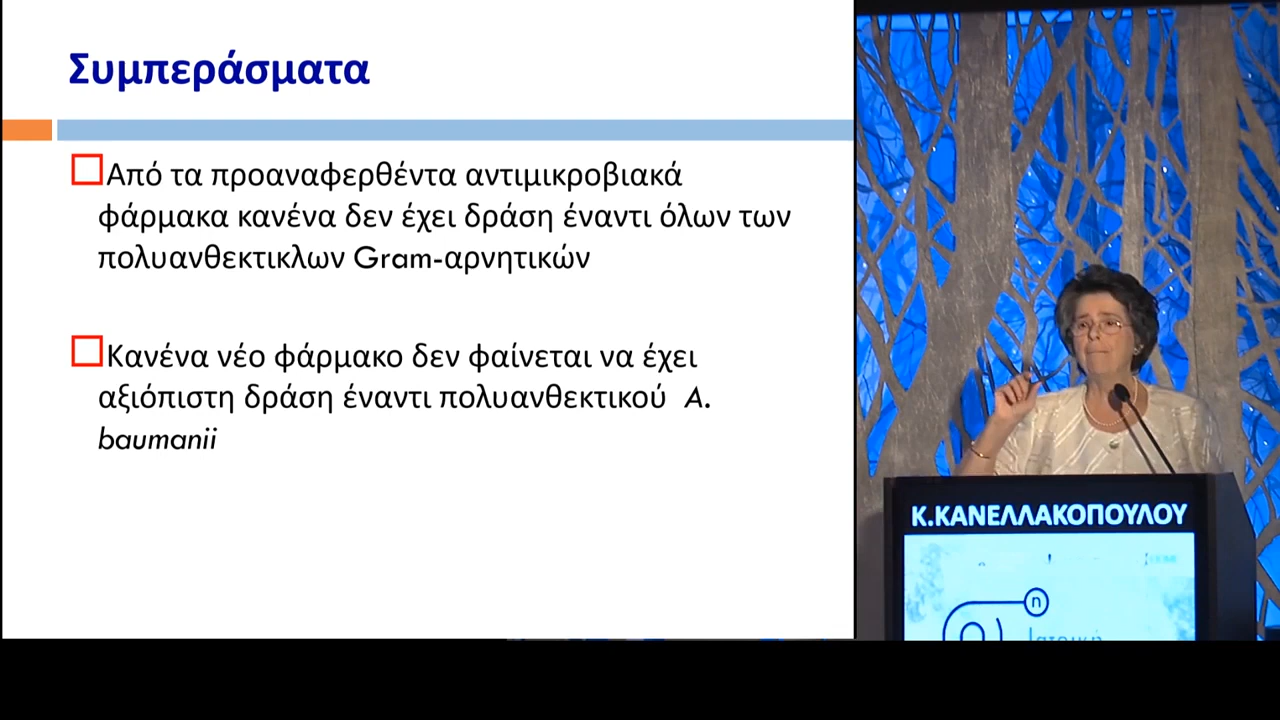 Συμπεράσματα
Από τα προαναφερθέντα αντιμικροβιακά
φάρμακα κανένα δεν έχει δράση έναντι όλων των
πολυανθεκτικλων Gram-αρνητικών
Κανένα νέο φάρμακο δεν φαίνεται να έχει
αξιόπιστη δράση έναντι πολυανθεκτικού A.
baumanii
Κ.ΚΑΝΕΛΛΑΚΟΠΟΥΛΟΥ
η